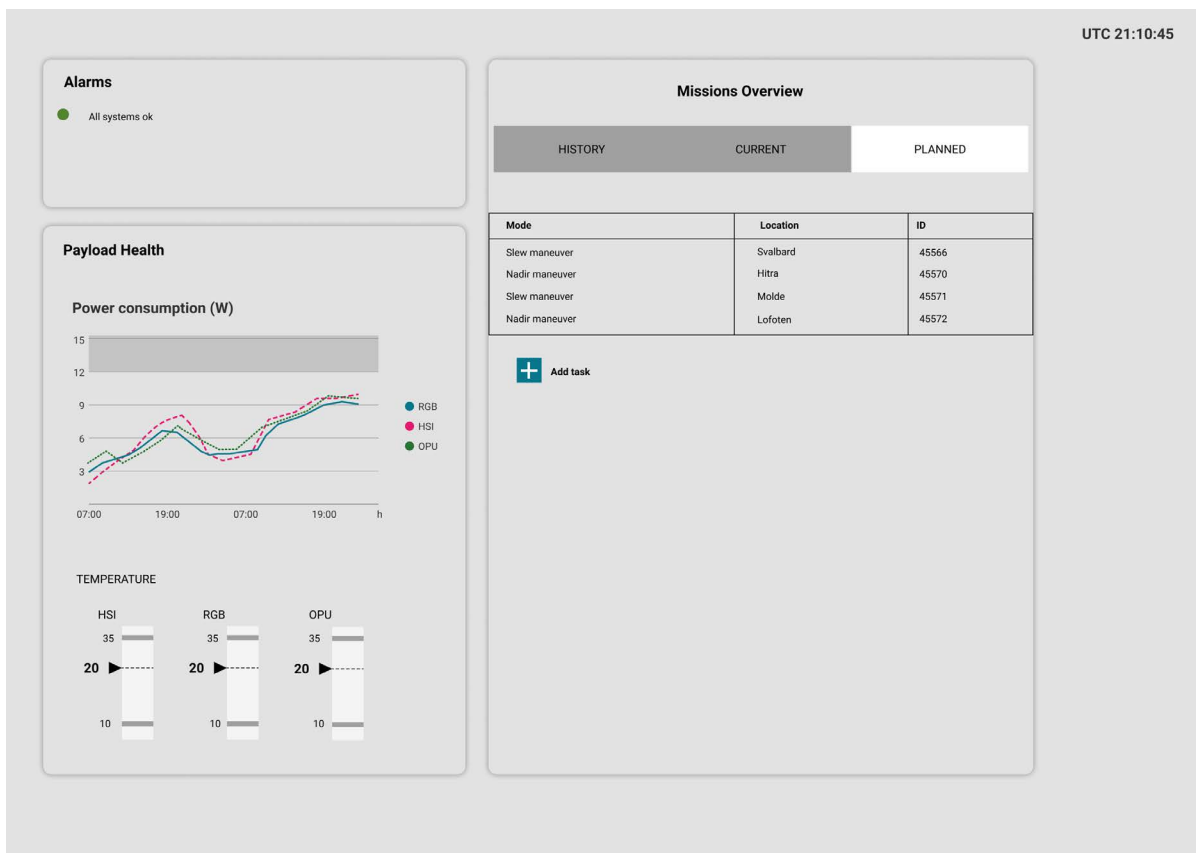 UTC 21:10:45
Alarms
All systems ok
Payload Health
Power consumption (W)
15
12
9
6
3
07:00 19:00 07:00 19:00 h
RGB
HSI
OPU
TEMPERATURE
HSI RGB OPU
35 35 35
20 20 20
10 10 10
Missions Overview
HISTORY CURRENT PLANNED
Mode Location ID
Slew maneuver Svalbard 45566
Nadir maneuver Hitra 45570
Slew maneuver Molde 45571
Nadir maneuver Lofoten 45572
Add task